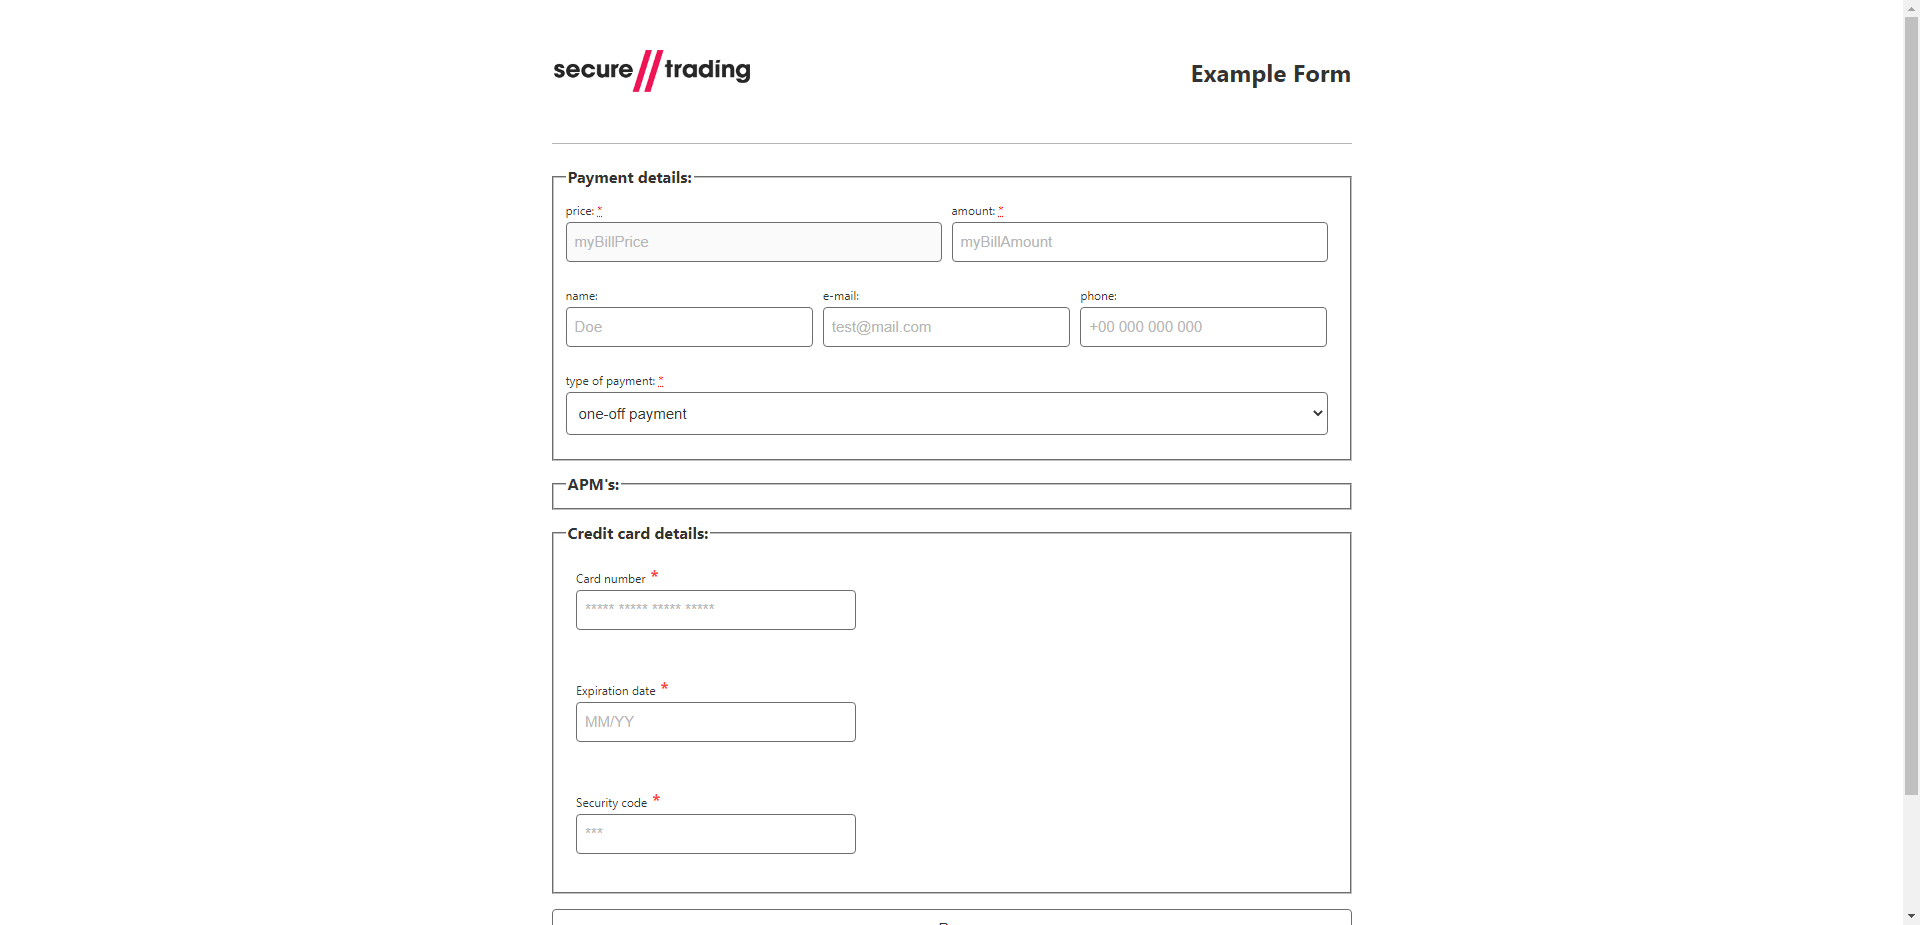 secure//trading
Example Form
Payment details:
price: * amount: *
myBillPrice myBillAmount
name: e-mail: phone:
Doe test@mail.com +00 000 000 000
type of payment: *
one-off payment
APM's:
Credit card details:
Card number *
***** ***** ***** *****
Expiration date *
MM/YY
Security code *
***